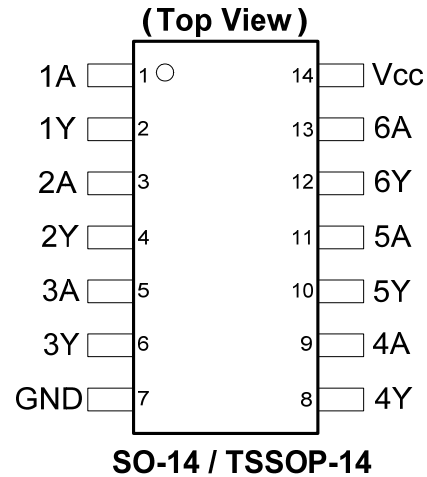 (Top View)
1A 1 14 Vcc
1Y 2 13 6A
2A 3 12 6Y
2Y 4 11 5A
3A 5 10 5Y
3Y 6 9 4A
GND 7 8 4Y
SO-14 / TSSOP-14